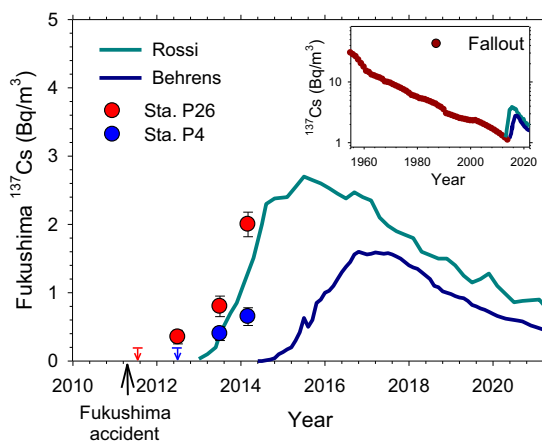 Fukushima ¹³⁷Cs (Bq/m³)
5
4
3
2
1
0
Rossi
Behrens
Sta. P26
Sta. P4
¹³⁷Cs (Bq/m³)
10
1
Fallout
1960 1980 2000 2020
Year
2010 2012 2014 2016 2018 2020
Fukushima
accident
Year